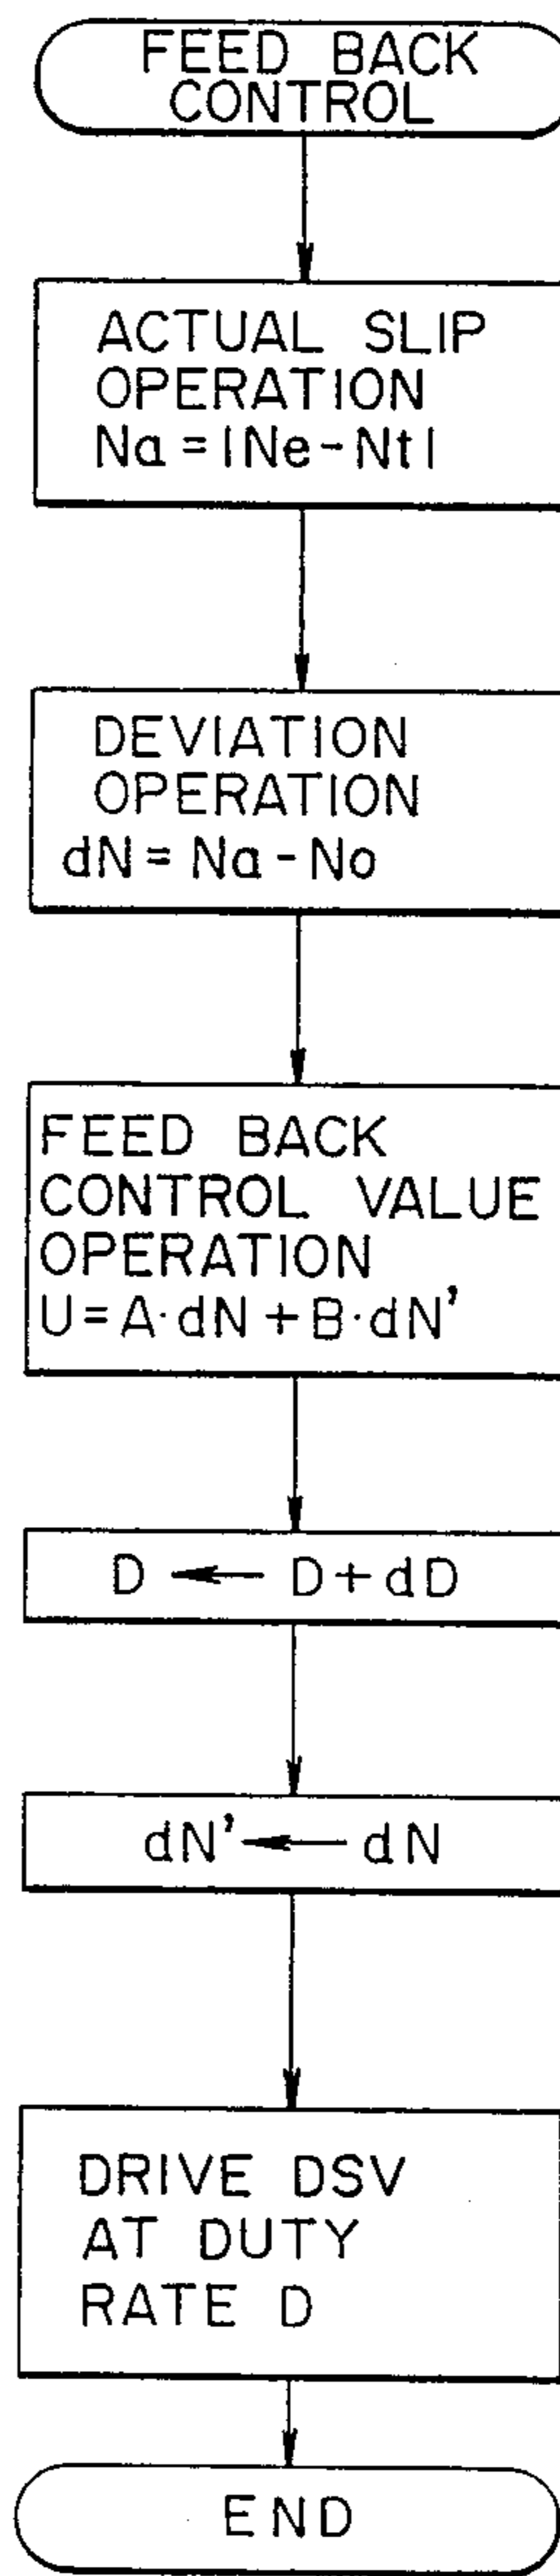 FEED BACK
CONTROL
ACTUAL SLIP
OPERATION
Na = |Ne - Nt|
DEVIATION
OPERATION
dN = Na - No
FEED BACK
CONTROL VALUE
OPERATION
U = A·dN + B·dN'
D ← D + dD
dN' ← dN
DRIVE DSV
AT DUTY
RATE D
END